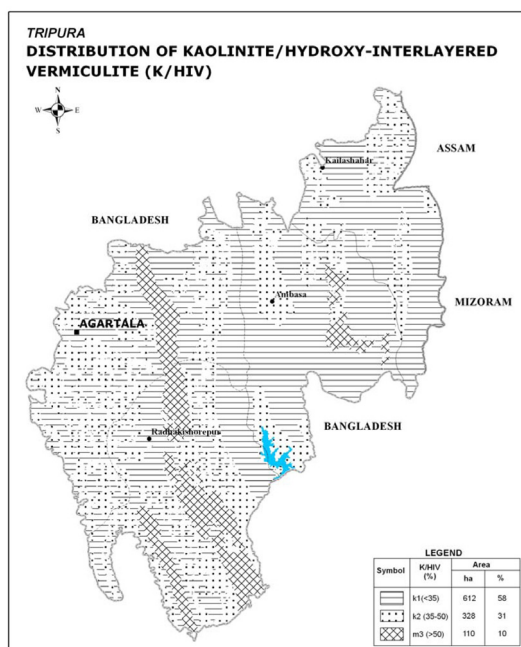 TRIPURA
DISTRIBUTION OF KAOLINITE/HYDROXY-INTERLAYERED
VERMICULITE (K/HIV)
N
W E
S
Kailashahar
ASSAM
BANGLADESH
Ambasa
MIZORAM
AGARTALA
BANGLADESH
Radhakishorepur
LEGEND
Symbol K/HIV (%) Area
ha %
k1(<35) 612 58
k2 (35-50) 328 31
m3 (>50) 110 10